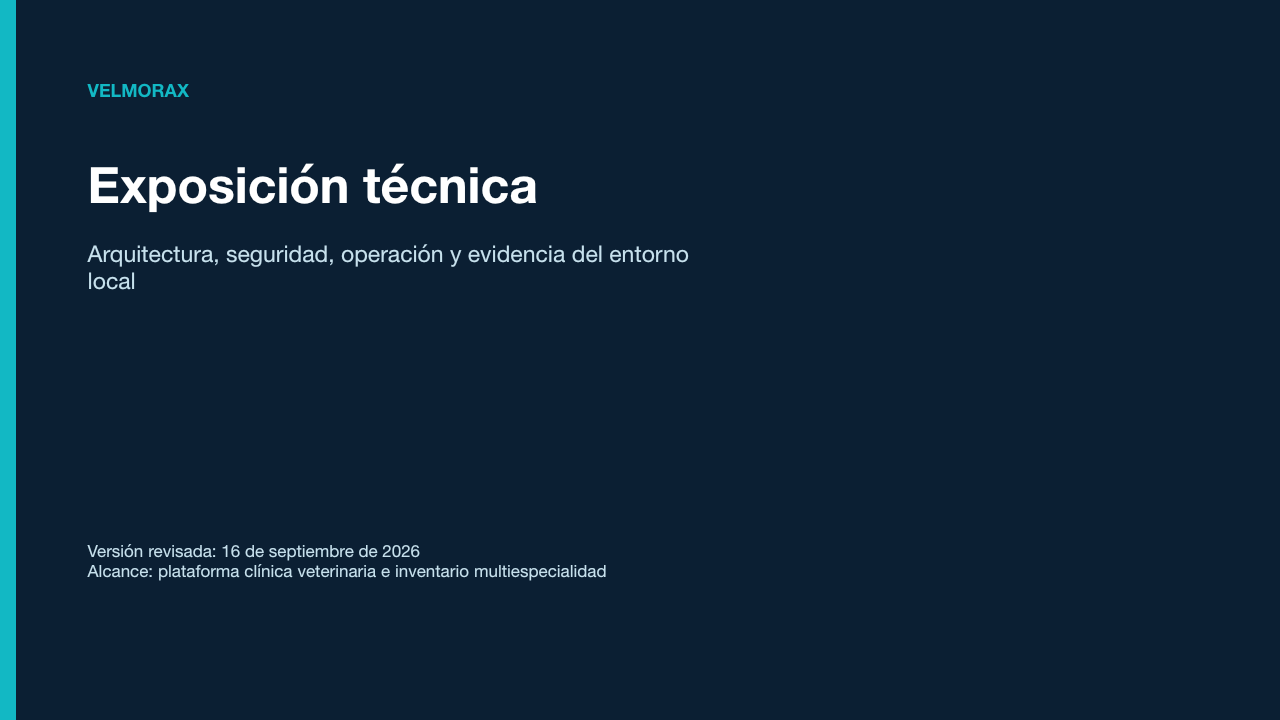 VELMORAX
Exposición técnica
Arquitectura, seguridad, operación y evidencia del entorno
local
Versión revisada: 16 de septiembre de 2026
Alcance: plataforma clínica veterinaria e inventario multiespecialidad